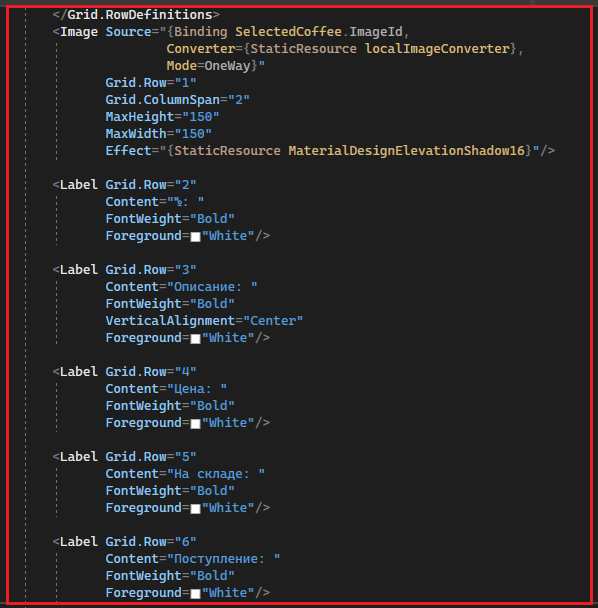 </Grid.RowDefinitions>
<Image Source="{Binding SelectedCoffee.ImageId,
Converter={StaticResource localImageConverter},
Mode=OneWay}"
Grid.Row="1"
Grid.ColumnSpan="2"
MaxHeight="150"
MaxWidth="150"
Effect="{StaticResource MaterialDesignElevationShadow16}"/>
<Label Grid.Row="2"
Content="№: "
FontWeight="Bold"
Foreground="White"/>
<Label Grid.Row="3"
Content="Описание: "
FontWeight="Bold"
VerticalAlignment="Center"
Foreground="White"/>
<Label Grid.Row="4"
Content="Цена: "
FontWeight="Bold"
Foreground="White"/>
<Label Grid.Row="5"
Content="На складе: "
FontWeight="Bold"
Foreground="White"/>
<Label Grid.Row="6"
Content="Поступление: "
FontWeight="Bold"
Foreground="White"/>